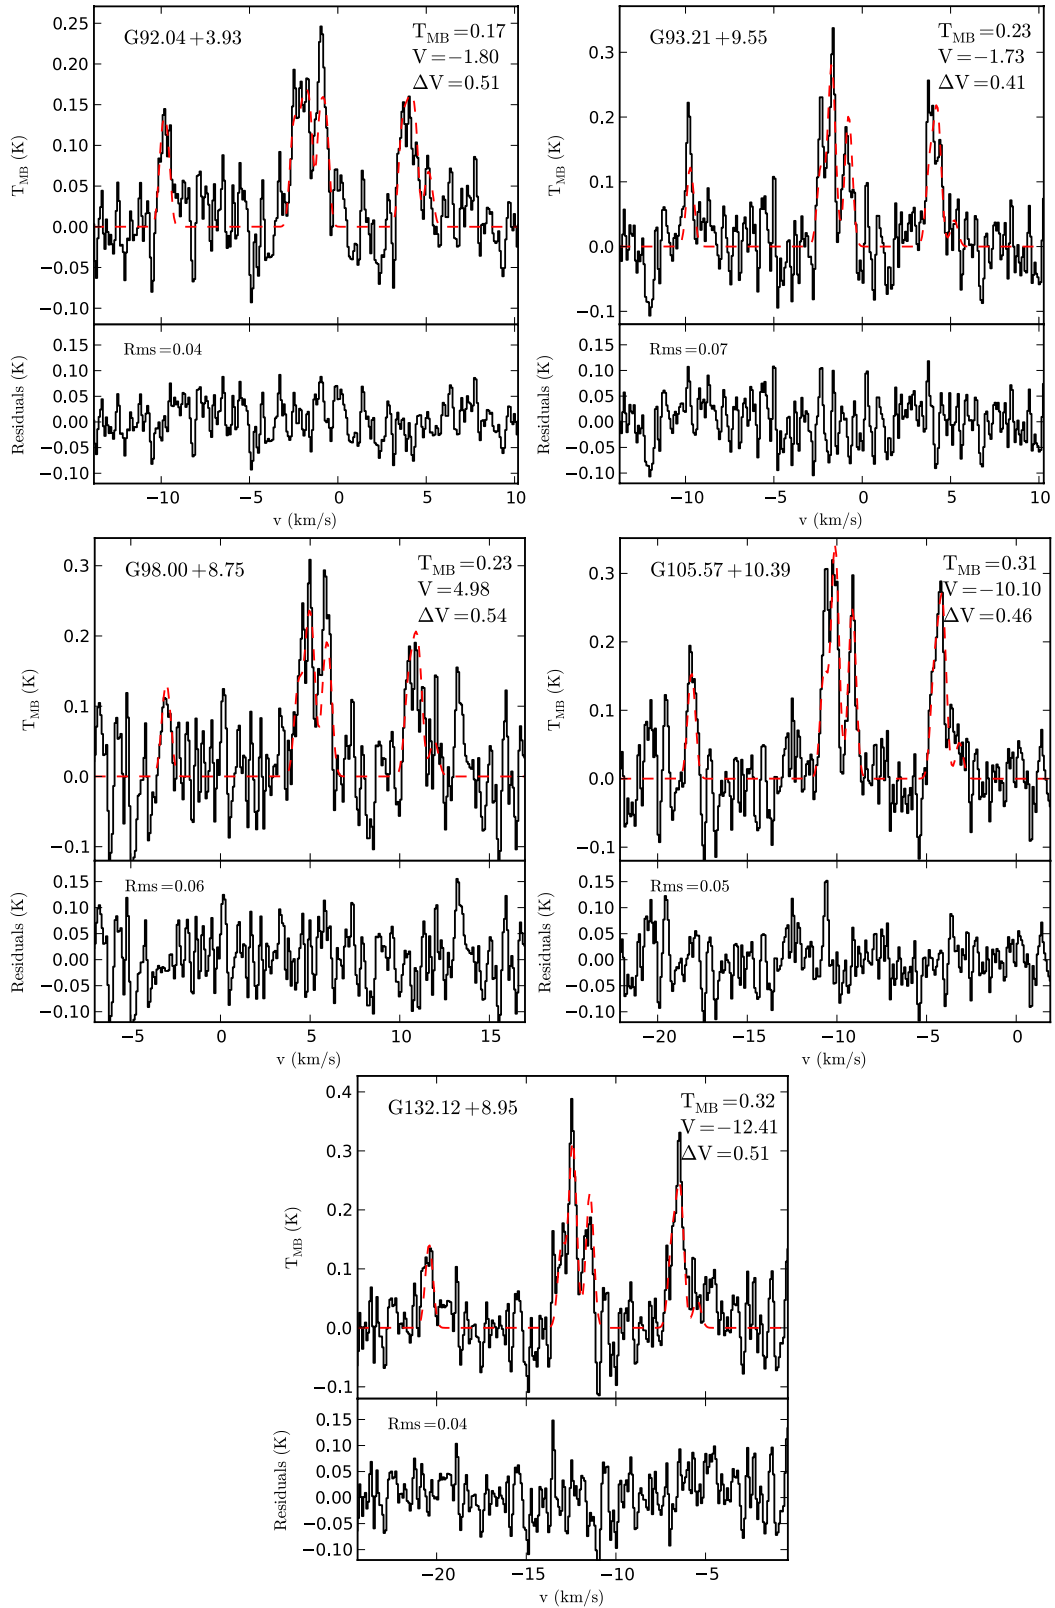 G92.04+3.93
T_MB=0.17
V=−1.80
ΔV=0.51
0.25
0.20
0.15
0.10
0.05
0.00
−0.05
−0.10
T_MB (K)
Rms=0.04
0.15
0.10
0.05
0.00
−0.05
−0.10
Residuals (K)
−10 −5 0 5 10
v (km/s)
G93.21+9.55
T_MB=0.23
V=−1.73
ΔV=0.41
0.3
0.2
0.1
0.0
−0.1
T_MB (K)
Rms=0.07
0.15
0.10
0.05
0.00
−0.05
−0.10
Residuals (K)
−10 −5 0 5 10
v (km/s)
G98.00+8.75
T_MB=0.23
V=4.98
ΔV=0.54
0.3
0.2
0.1
0.0
−0.1
T_MB (K)
Rms=0.06
0.15
0.10
0.05
0.00
−0.05
−0.10
Residuals (K)
−5 0 5 10 15
v (km/s)
G105.57+10.39
T_MB=0.31
V=−10.10
ΔV=0.46
0.3
0.2
0.1
0.0
−0.1
T_MB (K)
Rms=0.05
0.15
0.10
0.05
0.00
−0.05
−0.10
Residuals (K)
−20 −15 −10 −5 0
v (km/s)
G132.12+8.95
T_MB=0.32
V=−12.41
ΔV=0.51
0.4
0.3
0.2
0.1
0.0
−0.1
T_MB (K)
Rms=0.04
0.15
0.10
0.05
0.00
−0.05
−0.10
Residuals (K)
−20 −15 −10 −5
v (km/s)